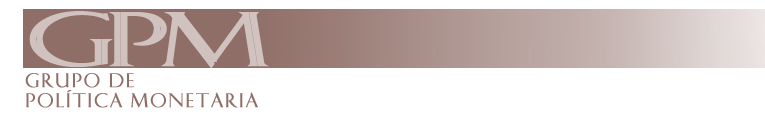 GPM
GRUPO DE
POLÍTICA MONETARIA